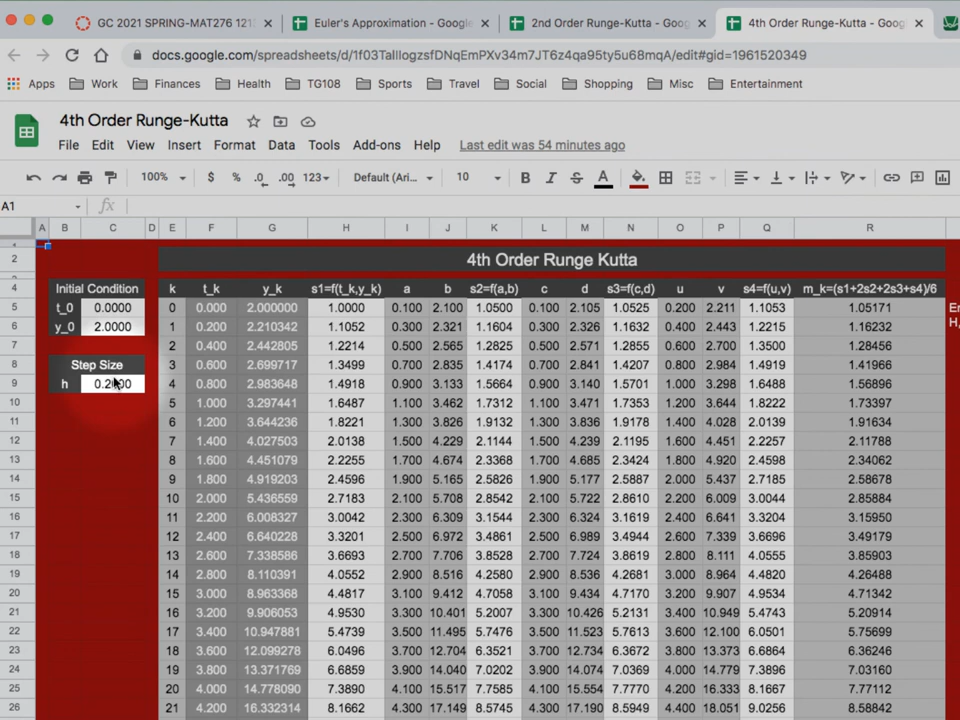 GC 2021 SPRING-MAT276 121 × Euler's Approximation - Google × 2nd Order Runge-Kutta - Goog × 4th Order Runge-Kutta - Google ×
docs.google.com/spreadsheets/d/1f03TaIlIogzsfDNqEmPXv34m7JT6z4qa95ty5u68mqA/edit#gid=1961520349
Apps Work Finances Health TG108 Sports Travel Social Shopping Misc Entertainment
4th Order Runge-Kutta
File Edit View Insert Format Data Tools Add-ons Help Last edit was 54 minutes ago
100% $ % .0 .00 123 Default (Ari... 10 B I S A
A1 fx
A B C D E F G H I J K L M N O P Q R
2 4th Order Runge Kutta
4 Initial Condition k t_k y_k s1=f(t_k,y_k) a b s2=f(a,b) c d s3=f(c,d) u v s4=f(u,v) m_k=(s1+2s2+2s3+s4)/6
5 t_0 0.0000 0 0.000 2.000000 1.0000 0.100 2.100 1.0500 0.100 2.105 1.0525 0.200 2.211 1.1053 1.05171
6 y_0 2.0000 1 0.200 2.210342 1.1052 0.300 2.321 1.1604 0.300 2.326 1.1632 0.400 2.443 1.2215 1.16232
7 2 0.400 2.442805 1.2214 0.500 2.565 1.2825 0.500 2.571 1.2855 0.600 2.700 1.3500 1.28456
8 Step Size 3 0.600 2.699717 1.3499 0.700 2.835 1.4174 0.700 2.841 1.4207 0.800 2.984 1.4919 1.41966
9 h 0.2000 4 0.800 2.983648 1.4918 0.900 3.133 1.5664 0.900 3.140 1.5701 1.000 3.298 1.6488 1.56896
10 5 1.000 3.297441 1.6487 1.100 3.462 1.7312 1.100 3.471 1.7353 1.200 3.644 1.8222 1.73397
11 6 1.200 3.644236 1.8221 1.300 3.826 1.9132 1.300 3.836 1.9178 1.400 4.028 2.0139 1.91634
12 7 1.400 4.027503 2.0138 1.500 4.229 2.1144 1.500 4.239 2.1195 1.600 4.451 2.2257 2.11788
13 8 1.600 4.451079 2.2255 1.700 4.674 2.3368 1.700 4.685 2.3424 1.800 4.920 2.4598 2.34062
14 9 1.800 4.919203 2.4596 1.900 5.165 2.5826 1.900 5.177 2.5887 2.000 5.437 2.7185 2.58678
15 10 2.000 5.436559 2.7183 2.100 5.708 2.8542 2.100 5.722 2.8610 2.200 6.009 3.0044 2.85884
16 11 2.200 6.008327 3.0042 2.300 6.309 3.1544 2.300 6.324 3.1619 2.400 6.641 3.3204 3.15950
17 12 2.400 6.640228 3.3201 2.500 6.972 3.4861 2.500 6.989 3.4944 2.600 7.339 3.6696 3.49179
18 13 2.600 7.338586 3.6693 2.700 7.706 3.8528 2.700 7.724 3.8619 2.800 8.111 4.0555 3.85903
19 14 2.800 8.110391 4.0552 2.900 8.516 4.2580 2.900 8.536 4.2681 3.000 8.964 4.4820 4.26488
20 15 3.000 8.963368 4.4817 3.100 9.412 4.7058 3.100 9.434 4.7170 3.200 9.907 4.9534 4.71342
21 16 3.200 9.906053 4.9530 3.300 10.401 5.2007 3.300 10.426 5.2131 3.400 10.949 5.4743 5.20914
22 17 3.400 10.947881 5.4739 3.500 11.495 5.7476 3.500 11.523 5.7613 3.600 12.100 6.0501 5.75699
23 18 3.600 12.099278 6.0496 3.700 12.704 6.3521 3.700 12.734 6.3672 3.800 13.373 6.6864 6.36246
24 19 3.800 13.371769 6.6859 3.900 14.040 7.0202 3.900 14.074 7.0369 4.000 14.779 7.3896 7.03160
25 20 4.000 14.778090 7.3890 4.100 15.517 7.7585 4.100 15.554 7.7770 4.200 16.333 8.1667 7.77112
26 21 4.200 16.332314 8.1662 4.300 17.149 8.5745 4.300 17.190 8.5949 4.400 18.051 9.0256 8.58842